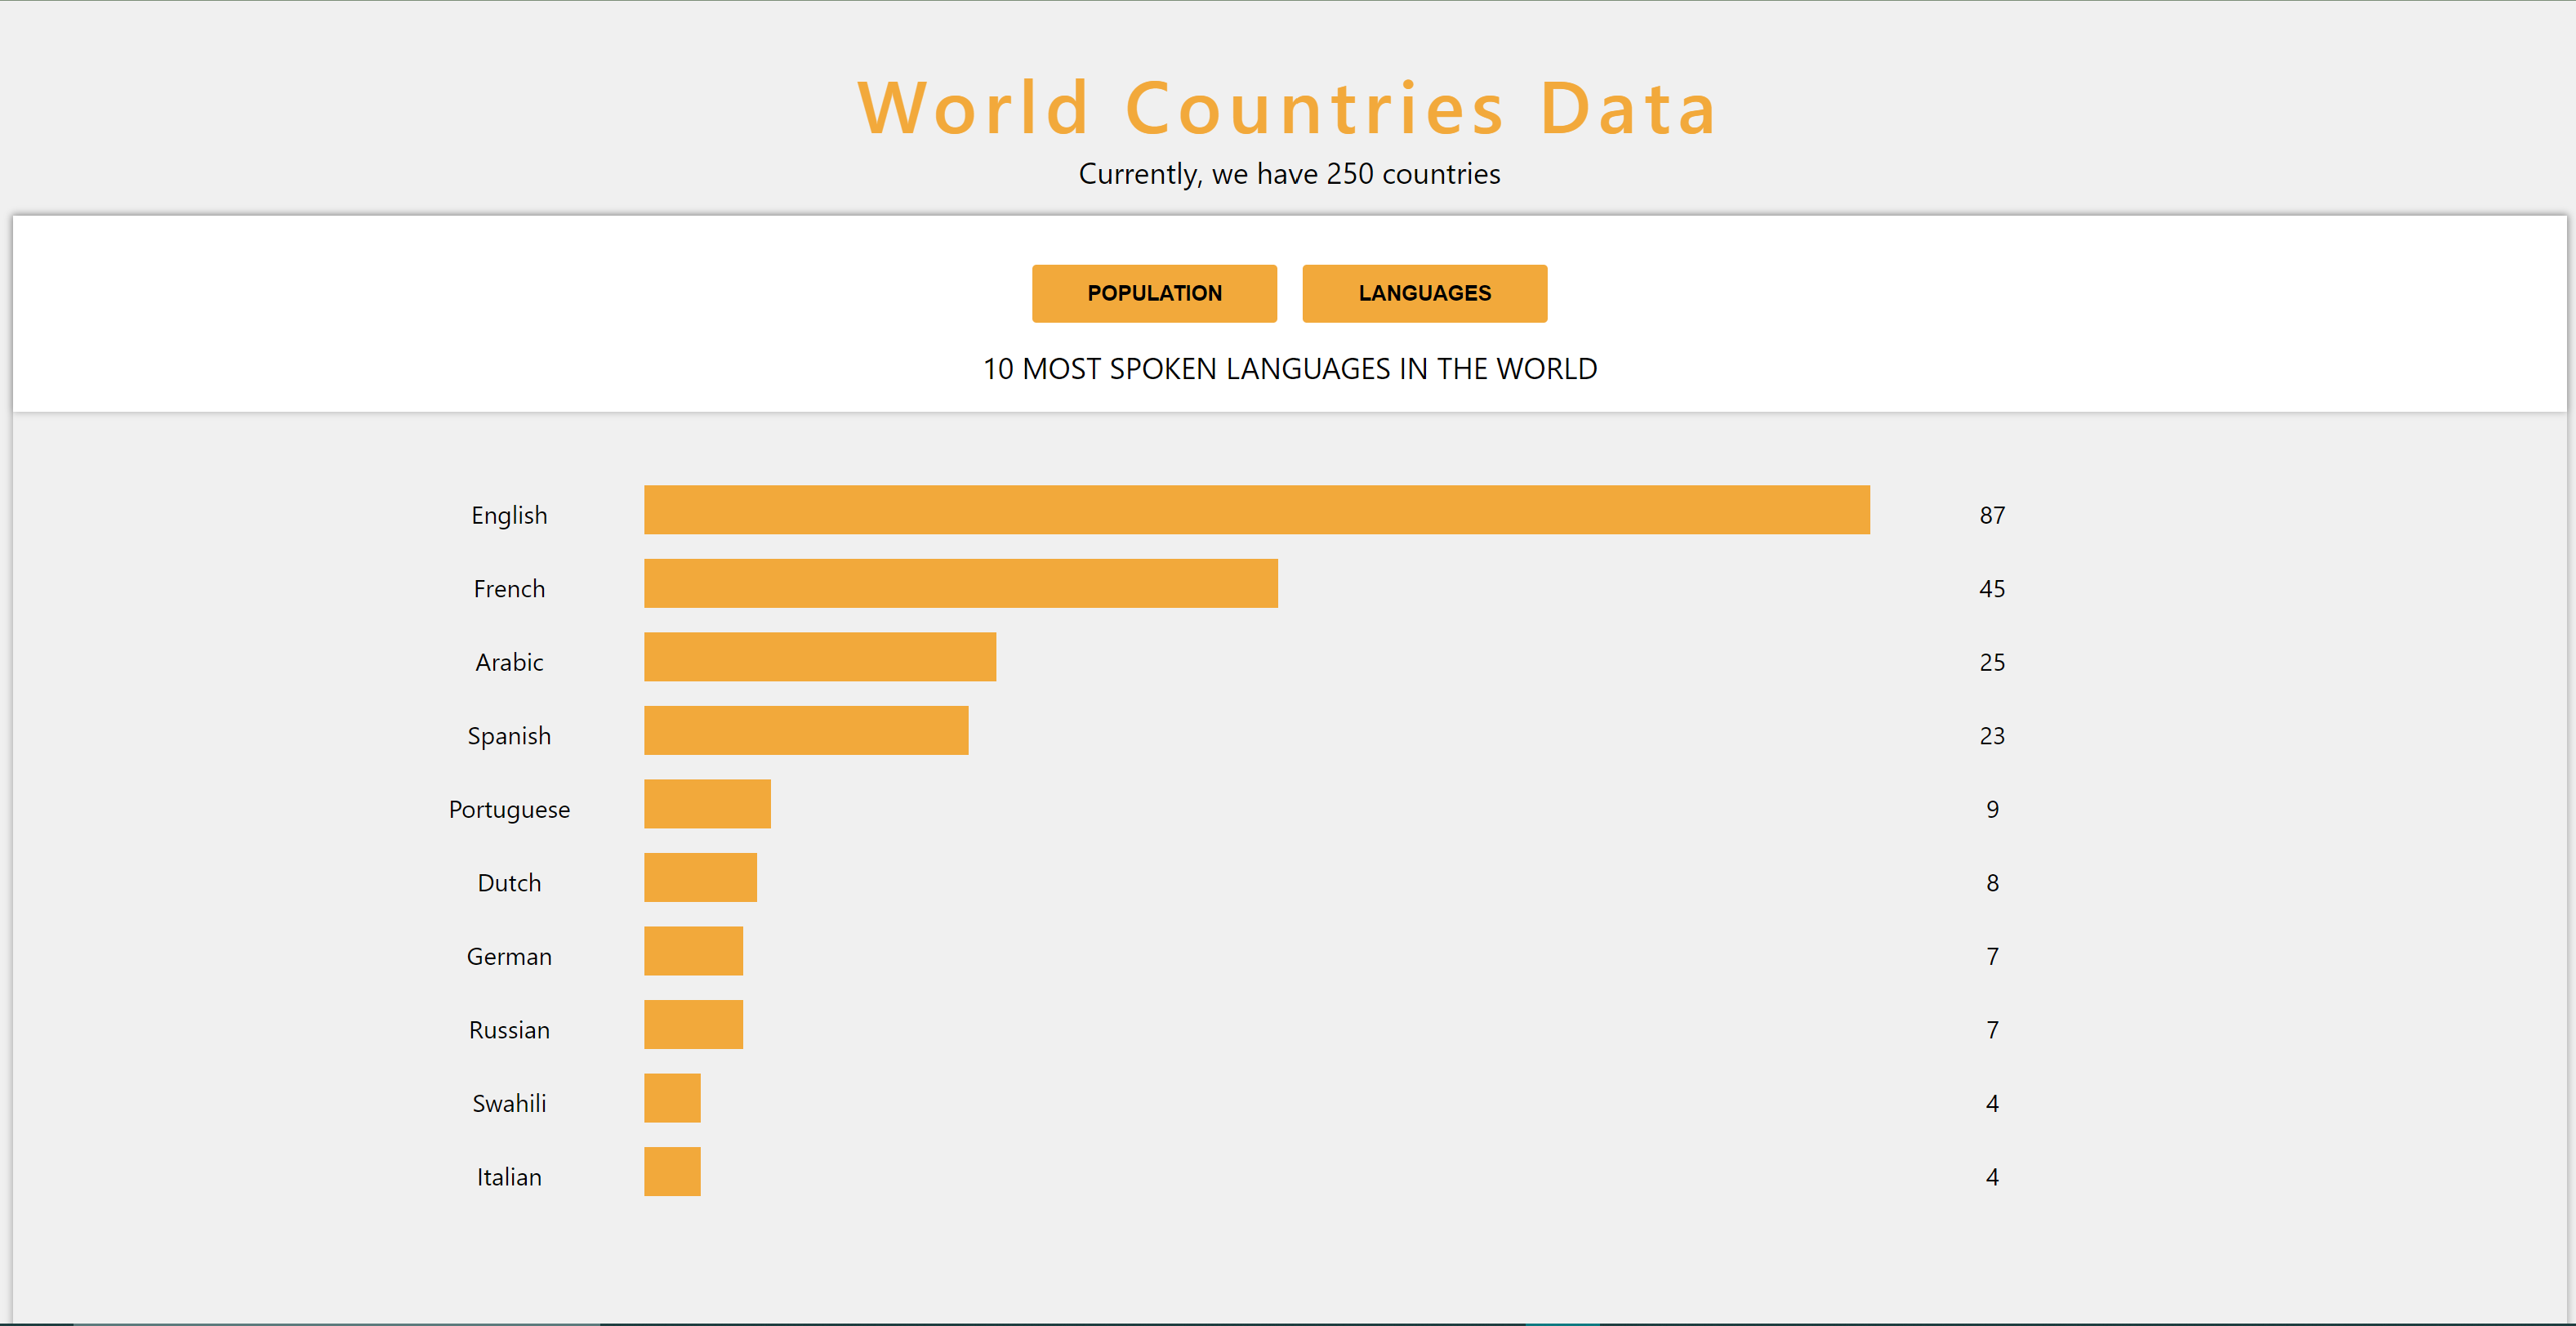 World Countries Data
Currently, we have 250 countries
POPULATION LANGUAGES
10 MOST SPOKEN LANGUAGES IN THE WORLD
English 87
French 45
Arabic 25
Spanish 23
Portuguese 9
Dutch 8
German 7
Russian 7
Swahili 4
Italian 4